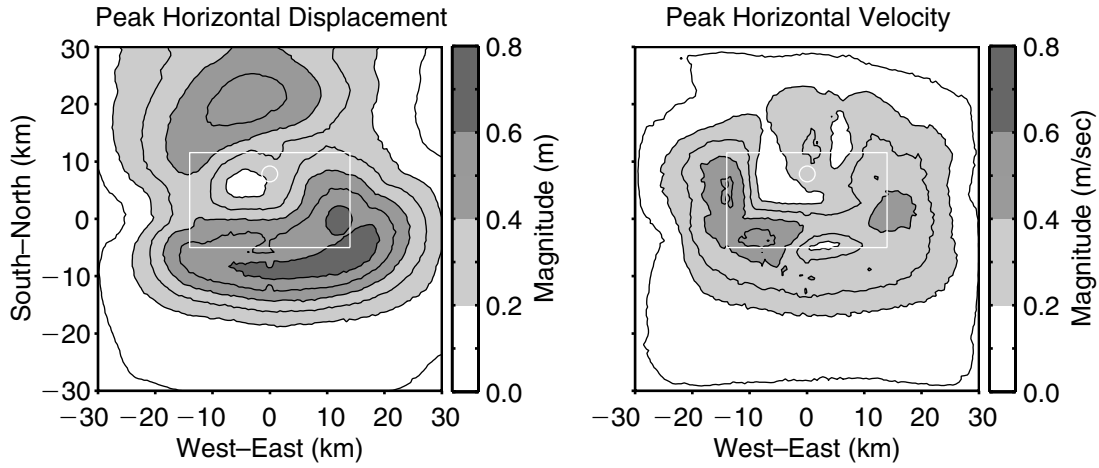 Peak Horizontal Displacement
30
20
10
0
−10
−20
−30
−30 −20 −10 0 10 20 30
South–North (km)
West–East (km)
0.8
0.6
0.4
0.2
0.0
Magnitude (m)
Peak Horizontal Velocity
−30 −20 −10 0 10 20 30
West–East (km)
0.8
0.6
0.4
0.2
0.0
Magnitude (m/sec)